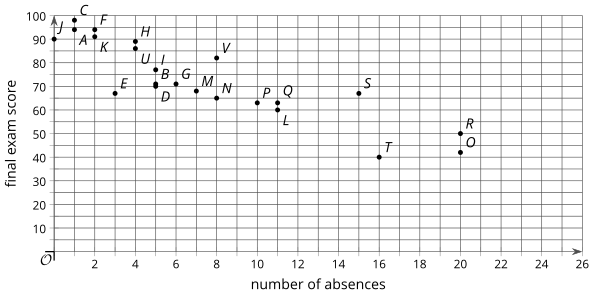 final exam score
100
90
80
70
60
50
40
30
20
10
J
C
A
F
K
H
U
V
I
B
D
E
G
M
N
P
Q
L
S
T
R
O
𝒪
2 4 6 8 10 12 14 16 18 20 22 24 26
number of absences